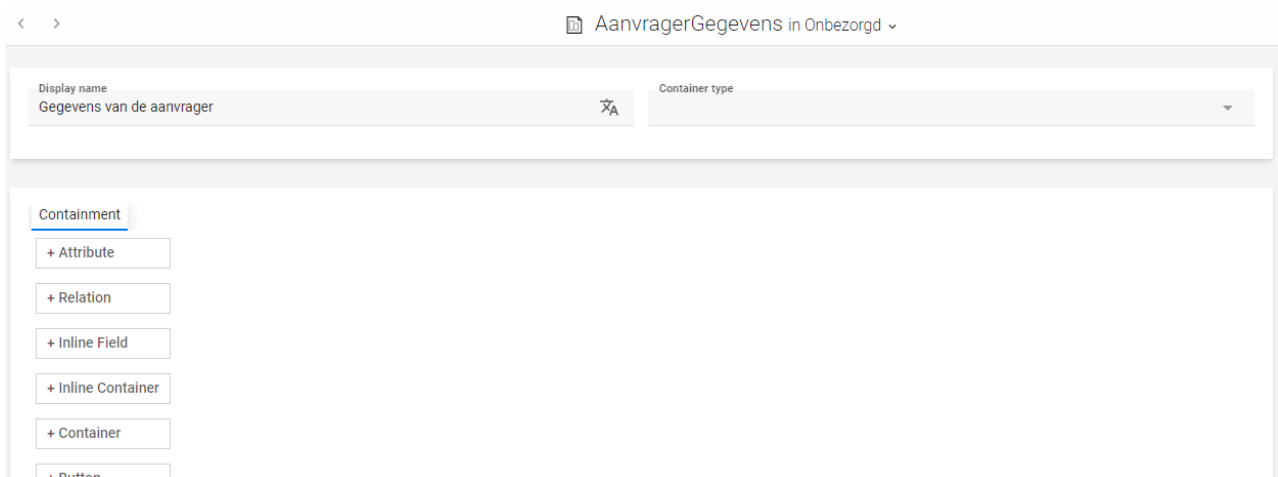 AanvragerGegevens in Onbezorgd
Display name
Container type
Gegevens van de aanvrager
Containment
+ Attribute
+ Relation
+ Inline Field
+ Inline Container
+ Container
+ Button